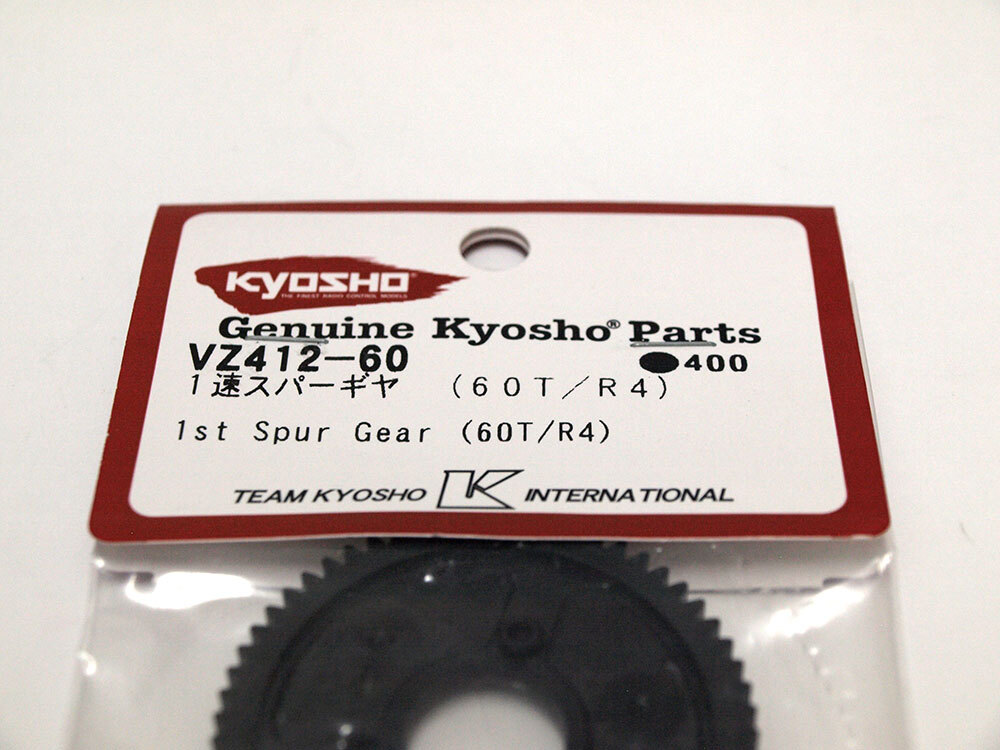 KYOSHO®
THE FINEST RADIO CONTROL MODELS
Genuine Kyosho® Parts
VZ412-60 ●400
1速スパーギヤ (60T/R4)
1st Spur Gear (60T/R4)
TEAM KYOSHO K INTERNATIONAL